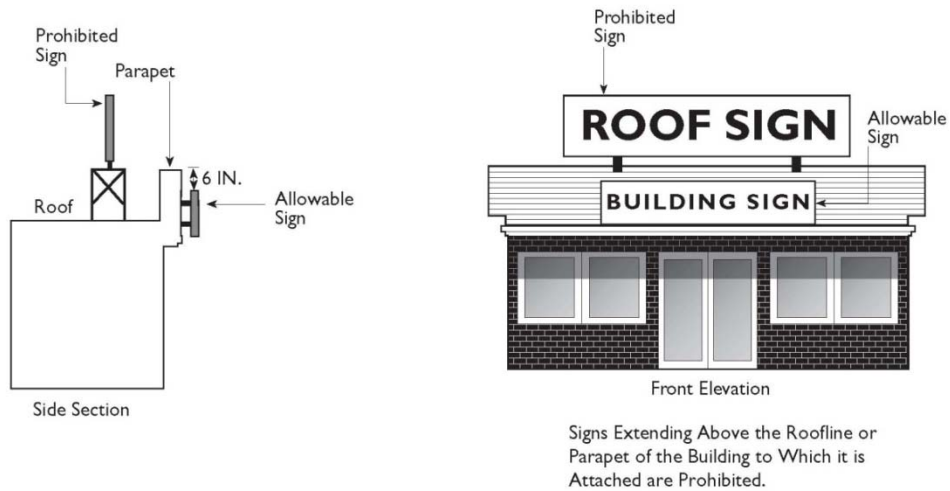 Prohibited
Sign
Parapet
6 IN.
Roof
Allowable
Sign
Side Section
Prohibited
Sign
ROOF SIGN
Allowable
Sign
BUILDING SIGN
Front Elevation
Signs Extending Above the Roofline or
Parapet of the Building to Which it is
Attached are Prohibited.